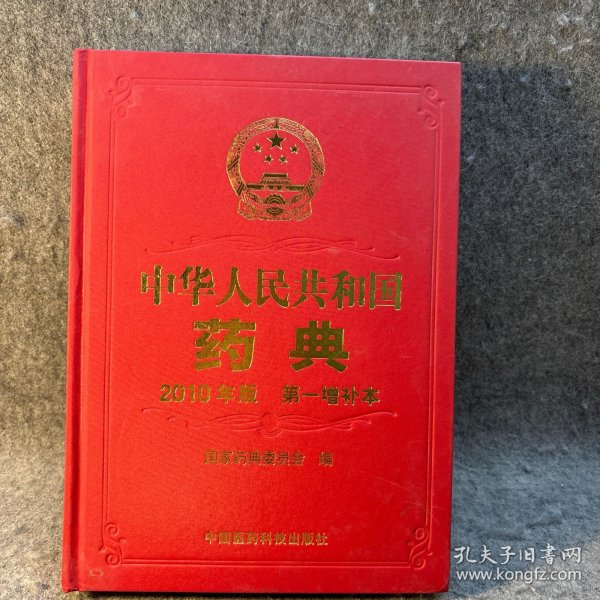 中华人民共和国
药典
2010年版 第一增补本
国家药典委员会 编
中国医药科技出版社
孔夫子旧书网
www.kongfz.com